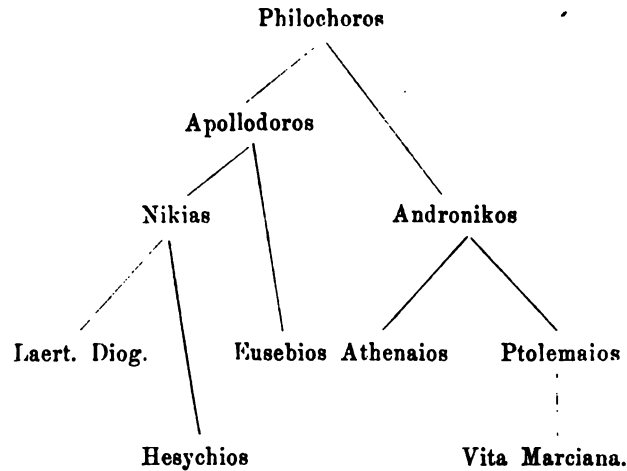 Philochoros
Apollodoros
Nikias Andronikos
Laert. Diog. Eusebios Athenaios Ptolemaios
Hesychios Vita Marciana.